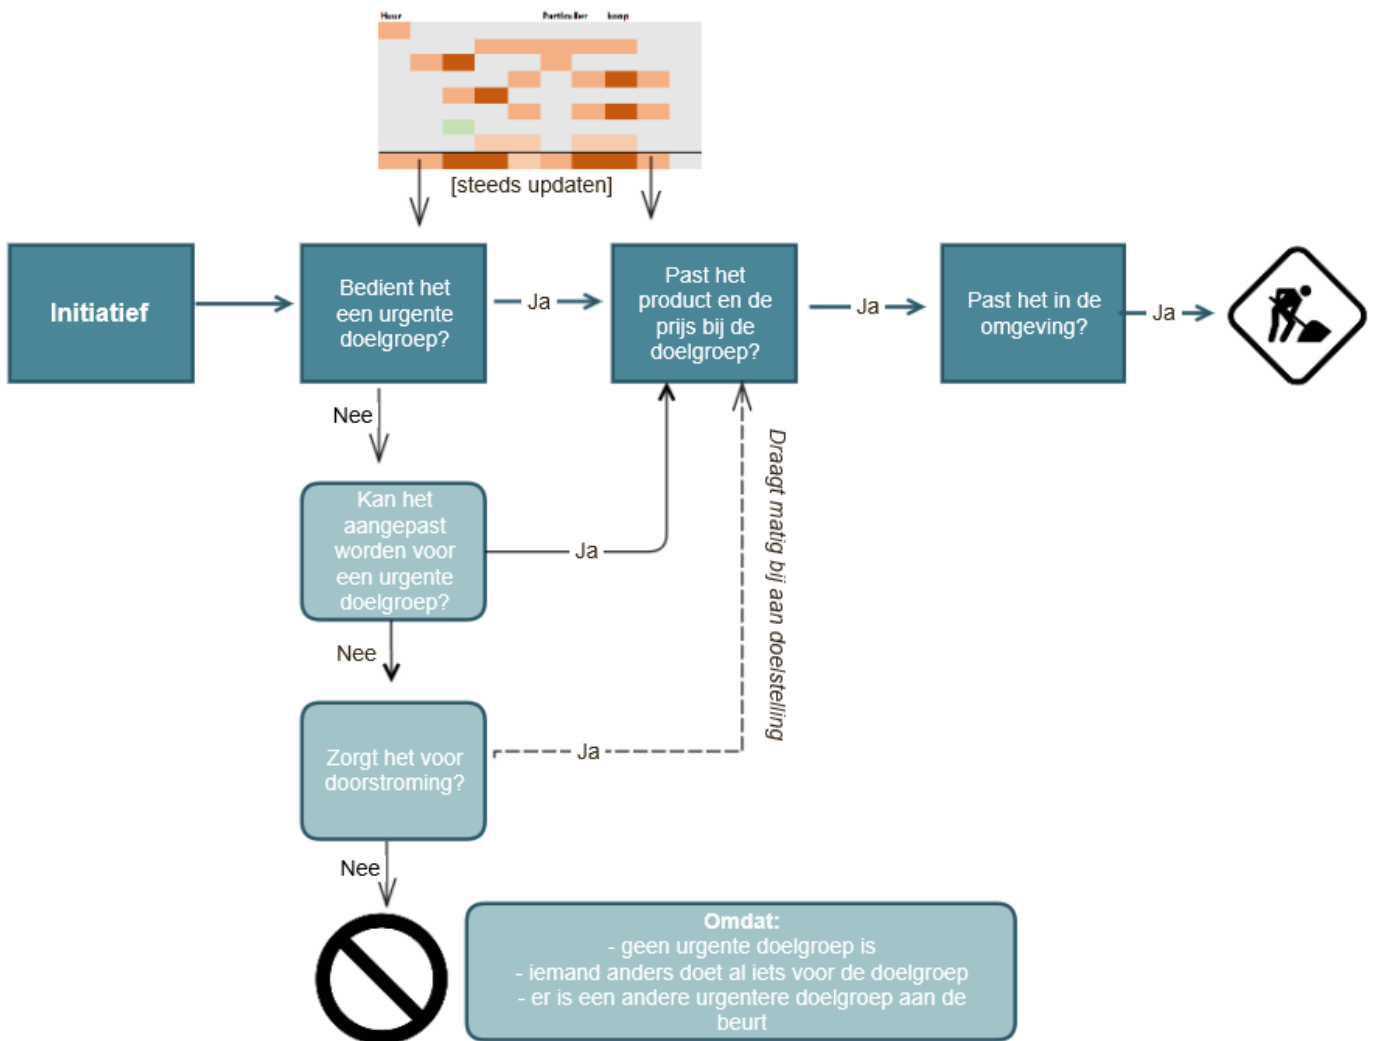 Huur Particulier koop
[steeds updaten]
Initiatief
Bedient het
een urgente
doelgroep?
Ja
Past het
product en de
prijs bij de
doelgroep?
Ja
Past het in de
omgeving?
Ja
Nee
Kan het
aangepast
worden voor
een urgente
doelgroep?
Ja
Draagt matig bij aan doelstelling
Nee
Zorgt het voor
doorstroming?
Ja
Nee
Omdat:
- geen urgente doelgroep is
- iemand anders doet al iets voor de doelgroep
- er is een andere urgentere doelgroep aan de
beurt